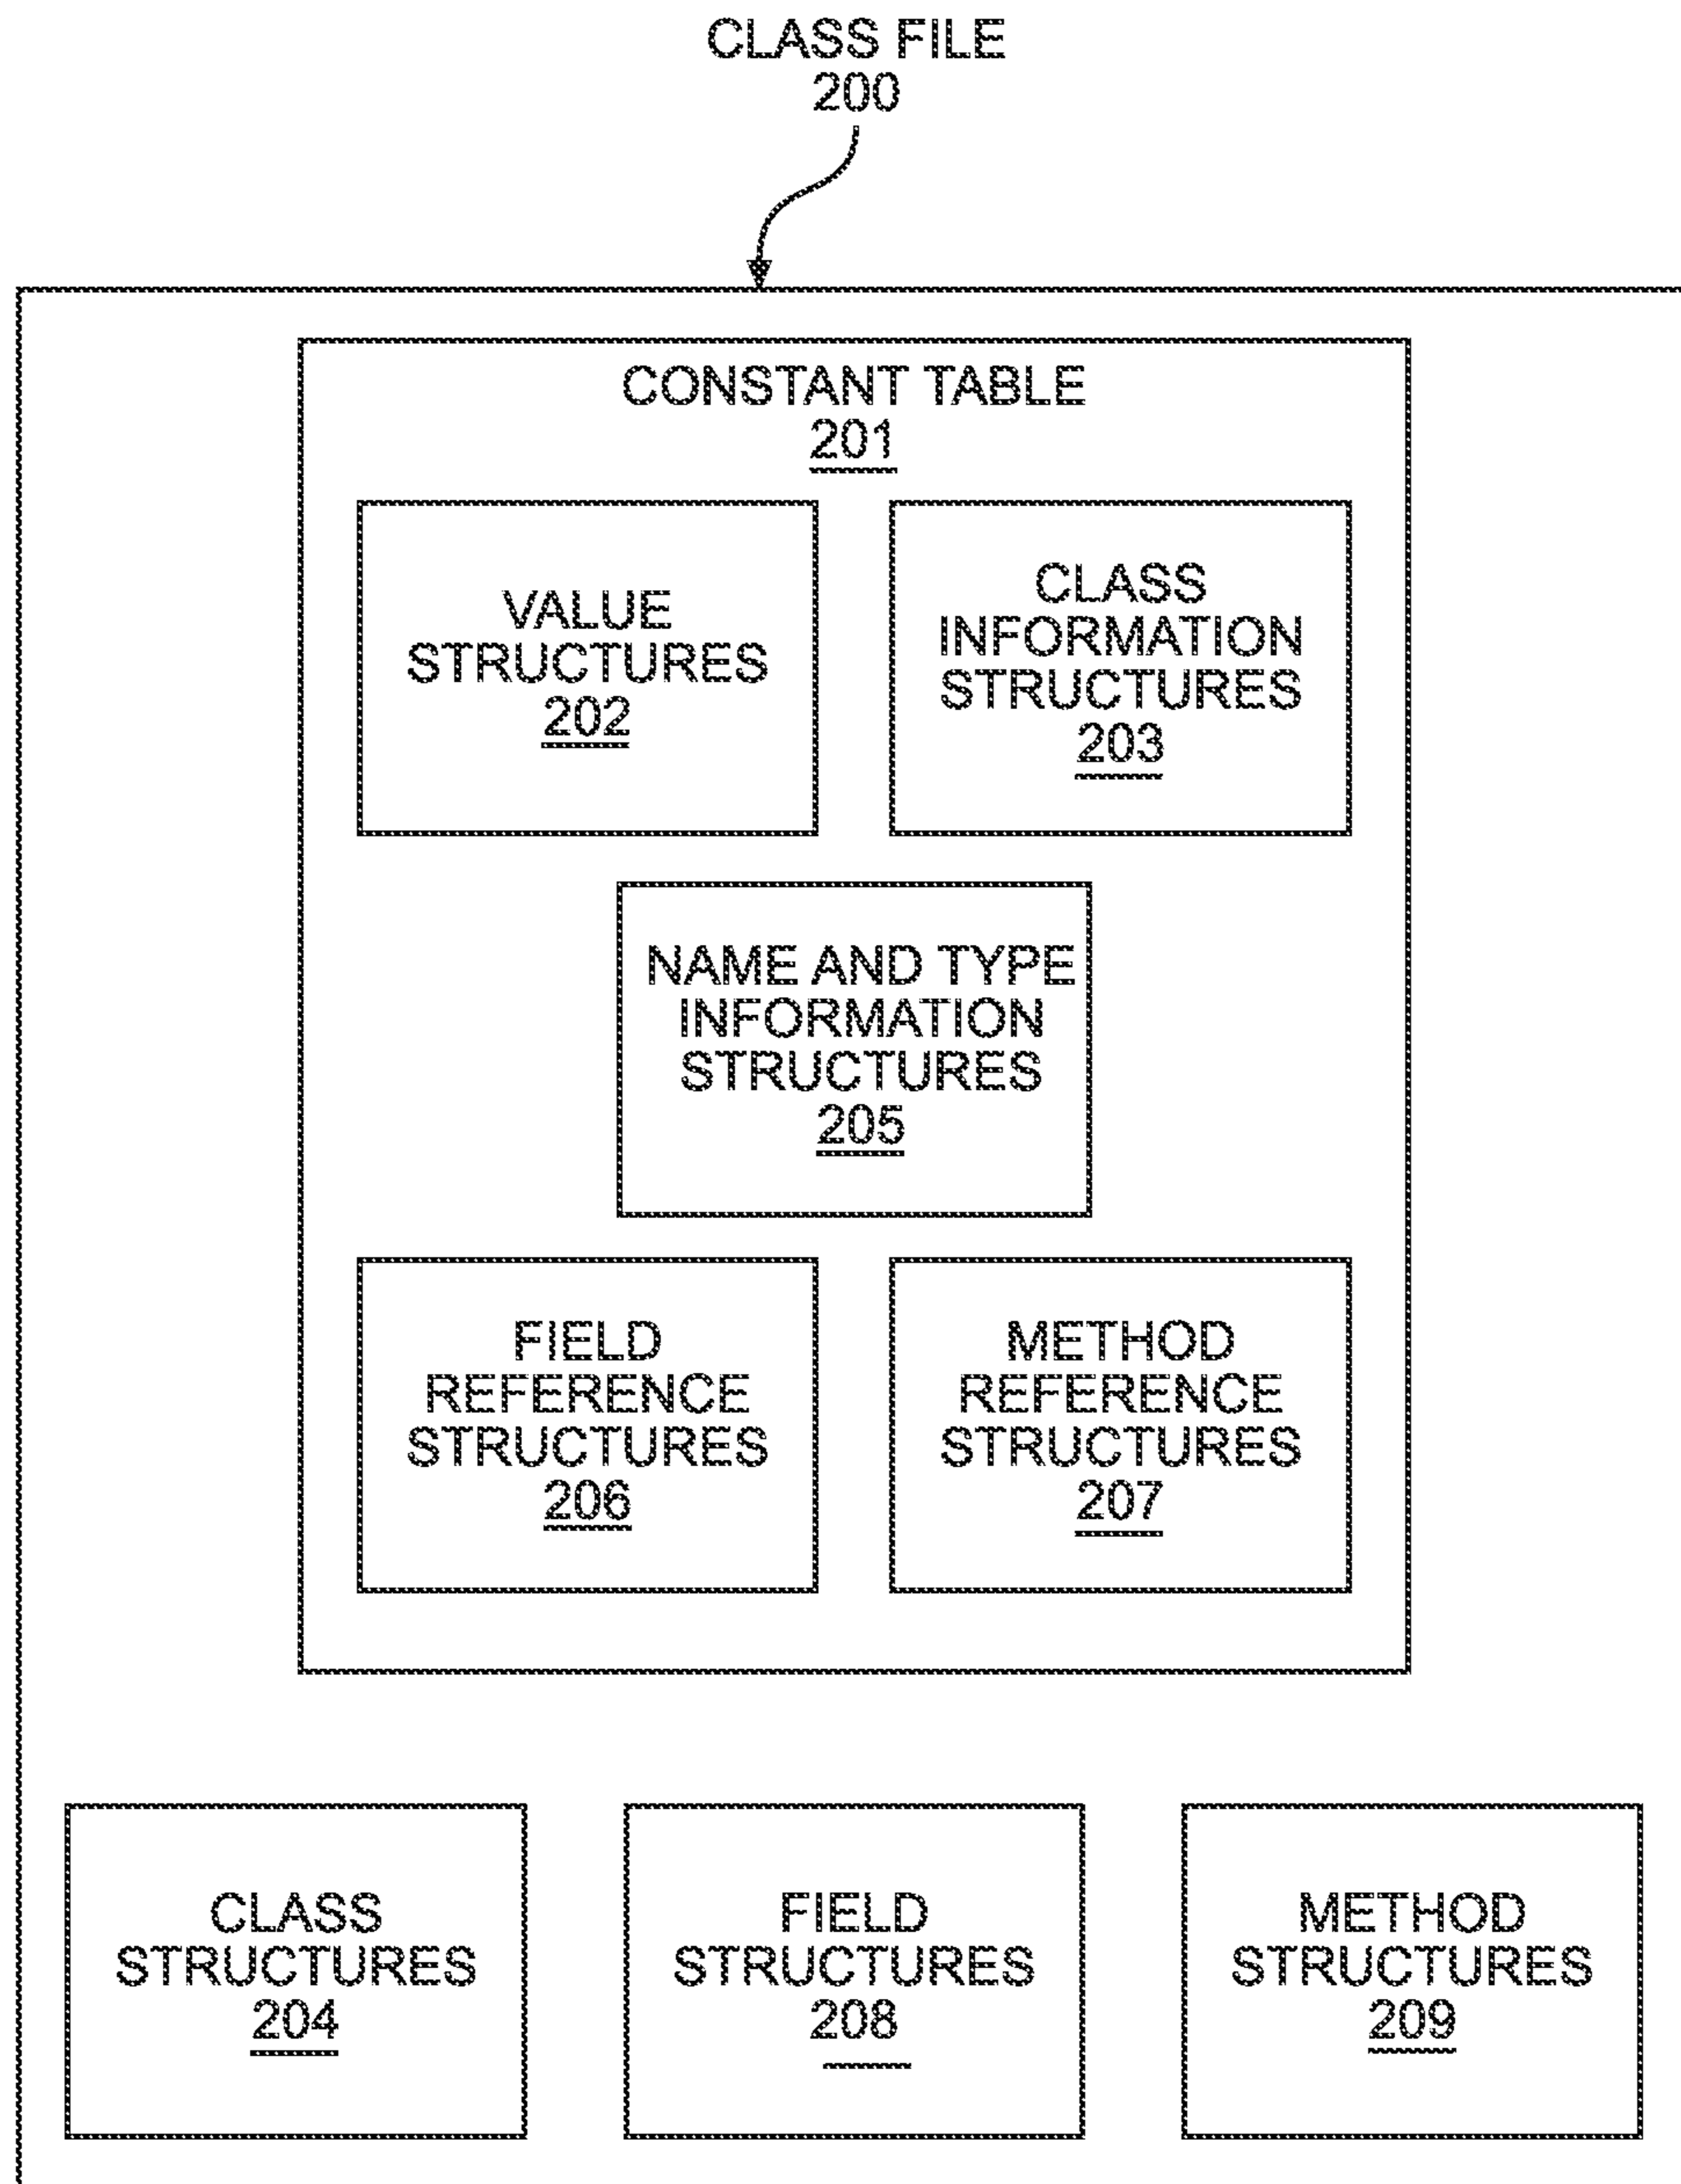 CLASS FILE
200
CONSTANT TABLE
201
VALUE
STRUCTURES
202
CLASS
INFORMATION
STRUCTURES
203
NAME AND TYPE
INFORMATION
STRUCTURES
205
FIELD
REFERENCE
STRUCTURES
206
METHOD
REFERENCE
STRUCTURES
207
CLASS
STRUCTURES
204
FIELD
STRUCTURES
208
METHOD
STRUCTURES
209